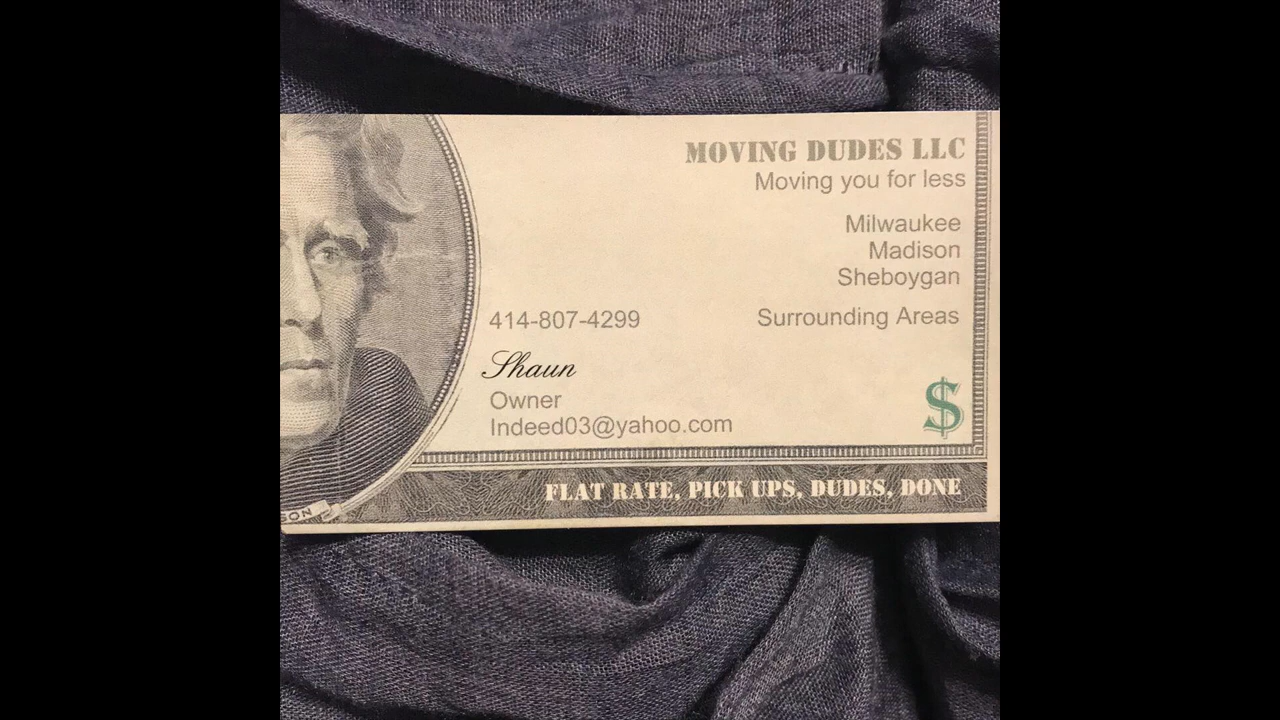 MOVING DUDES LLC
Moving you for less
Milwaukee
Madison
Sheboygan
Surrounding Areas
414-807-4299
Shaun
Owner
Indeed03@yahoo.com
$
FLAT RATE, PICK UPS, DUDES, DONE
SON